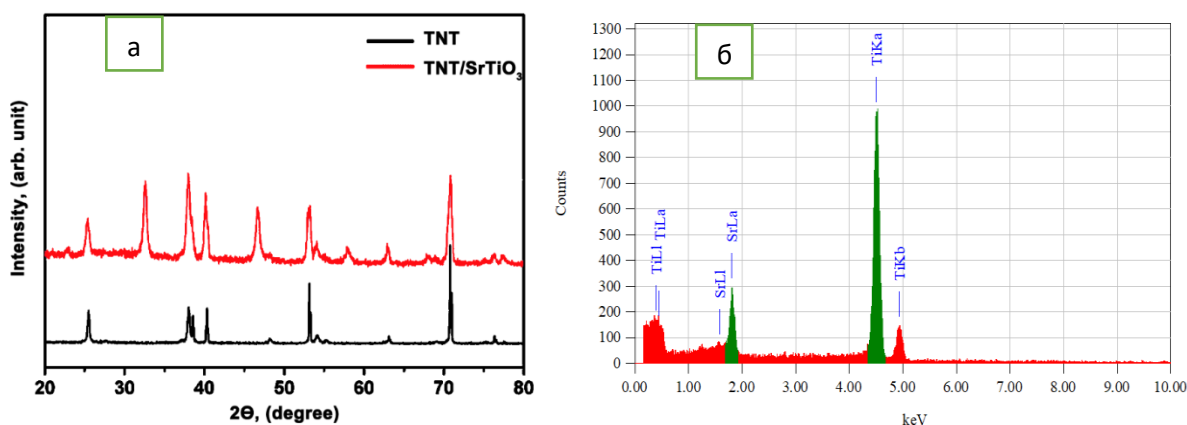 а
TNT
TNT/SrTiO3
Intensity, (arb. unit)
20 30 40 50 60 70 80
2Θ, (degree)
б
1300
1200
1100
1000
900
800
700
600
500
400
300
200
100
0
Counts
TiLl
TiLa
SrLl
SrLa
TiKa
TiKb
0.00 1.00 2.00 3.00 4.00 5.00 6.00 7.00 8.00 9.00 10.00
keV